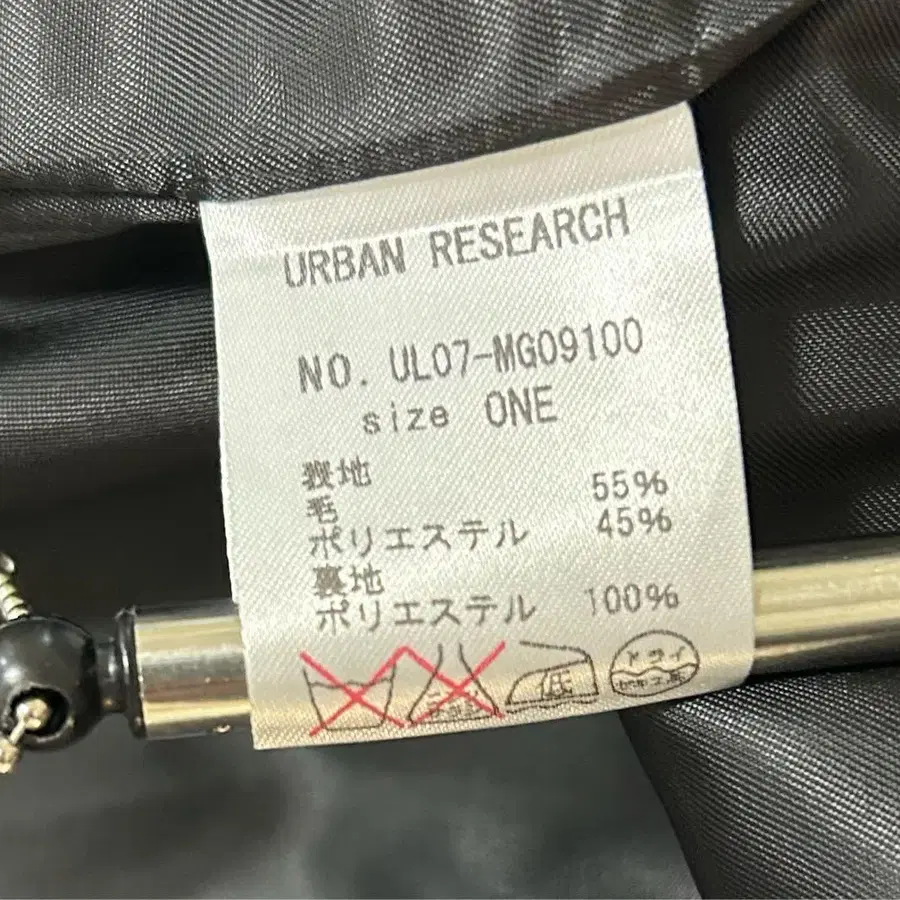 URBAN RESEARCH
NO. UL07-MG09100
size ONE
表地
毛 55%
ポリエステル 45%
裏地
ポリエステル 100%
低
ドライ